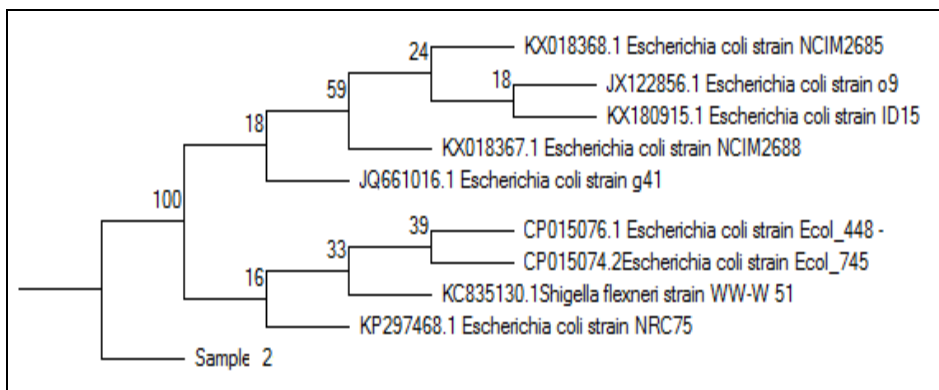 24
KX018368.1 Escherichia coli strain NCIM2685
18
JX122856.1 Escherichia coli strain o9
59
KX180915.1 Escherichia coli strain ID15
18
KX018367.1 Escherichia coli strain NCIM2688
JQ661016.1 Escherichia coli strain g41
100
39
CP015076.1 Escherichia coli strain Ecol_448 -
33
CP015074.2Escherichia coli strain Ecol_745
16
KC835130.1Shigella flexneri strain WW-W 51
KP297468.1 Escherichia coli strain NRC75
Sample 2